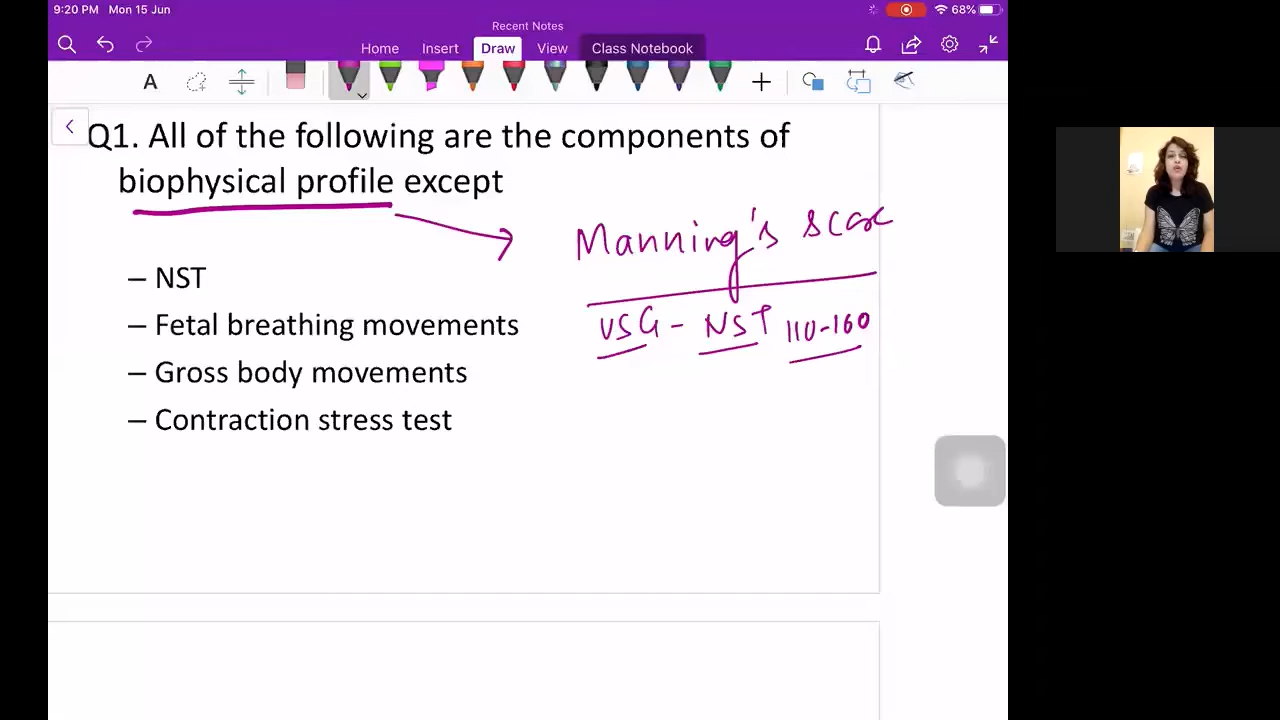 9:20 PM Mon 15 Jun
68%
Recent Notes
Home Insert Draw View Class Notebook
A
Q1. All of the following are the components of
biophysical profile except
Manning's score
– NST
USG - NST 110-160
– Fetal breathing movements
– Gross body movements
– Contraction stress test